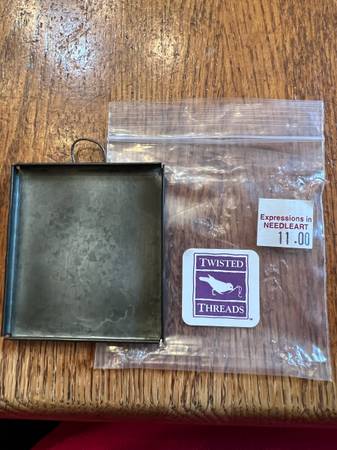 Expressions in
NEEDLEART
11.00
TWISTED
THREADS